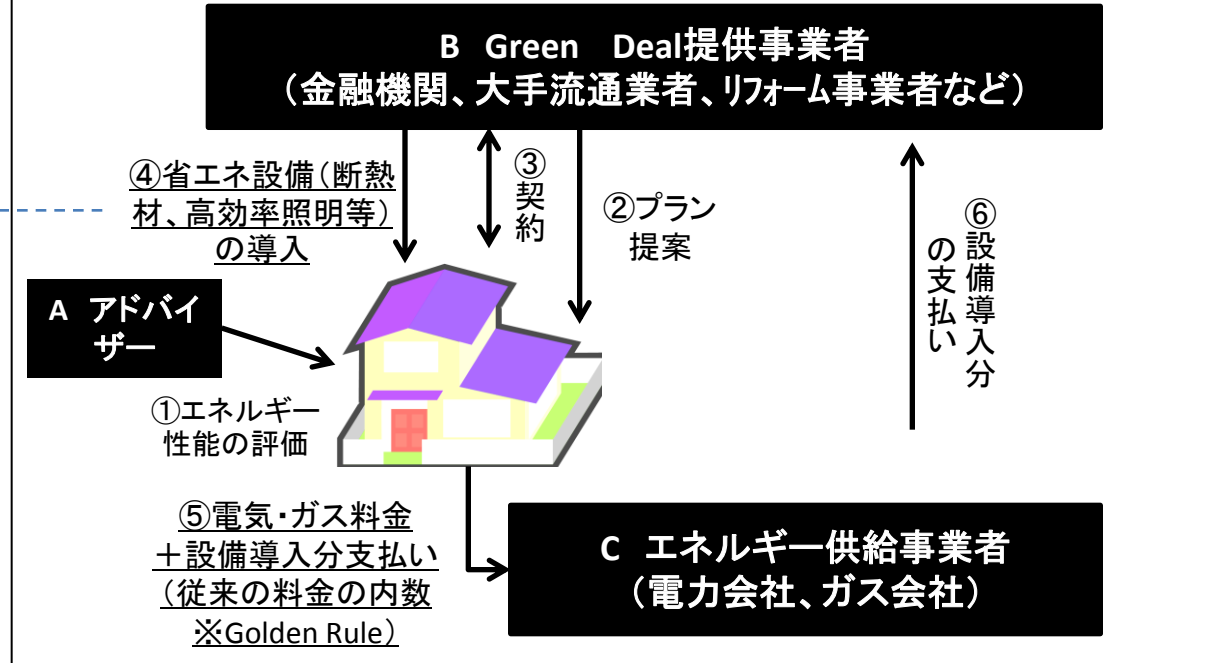 B Green Deal提供事業者
（金融機関、大手流通業者、リフォーム事業者など）
④省エネ設備（断熱
材、高効率照明等）
の導入
③契約
②プラン
提案
⑥設備導入分
の支払い
A アドバイ
ザー
①エネルギー
性能の評価
⑤電気・ガス料金
＋設備導入分支払い
（従来の料金の内数
※Golden Rule）
C エネルギー供給事業者
（電力会社、ガス会社）